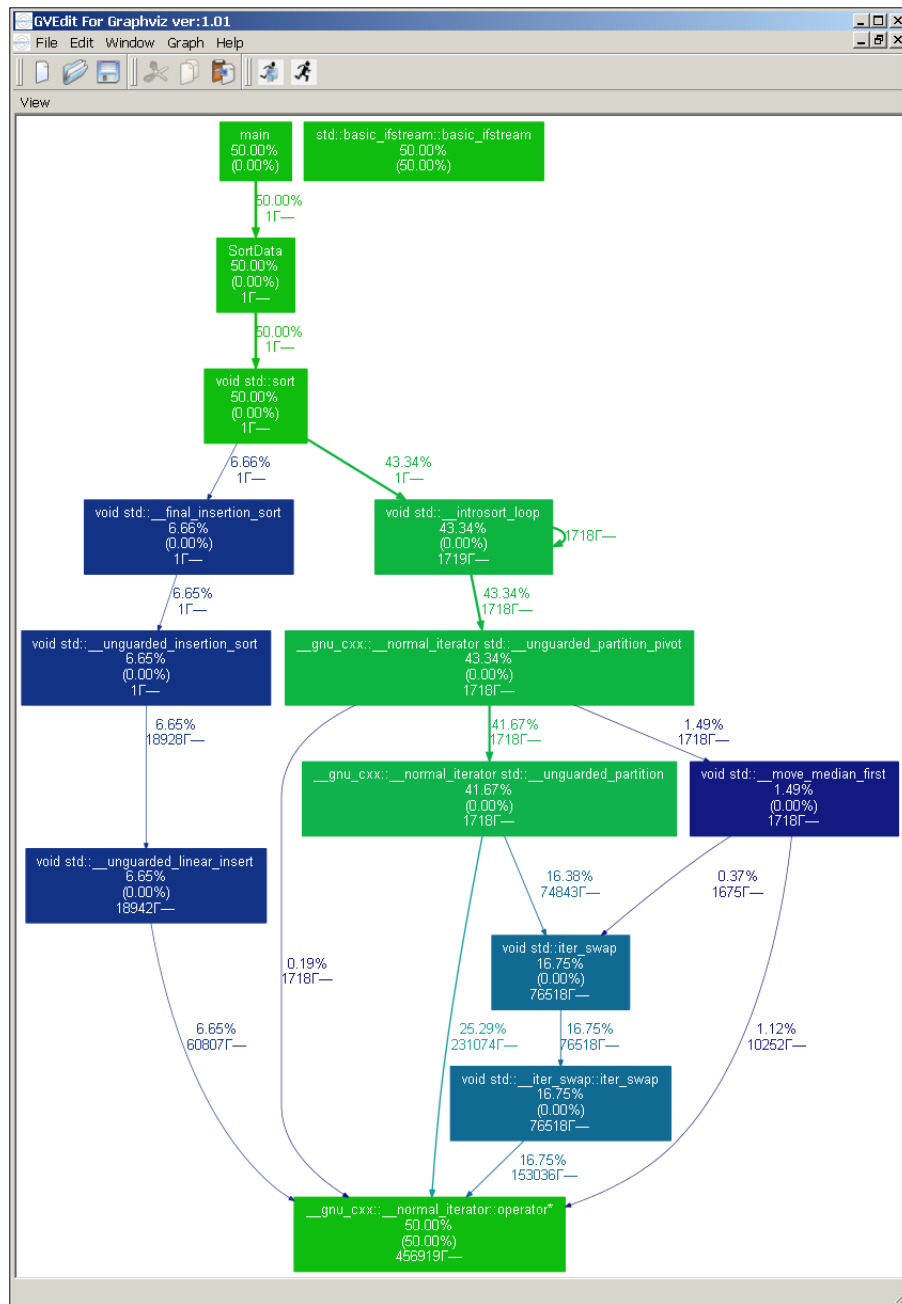 GVEdit For Graphviz ver:1.01
File Edit Window Graph Help
View
main
50.00%
(0.00%)
std::basic_ifstream::basic_ifstream
50.00%
(50.00%)
50.00%
1Г—
SortData
50.00%
(0.00%)
1Г—
50.00%
1Г—
void std::sort
50.00%
(0.00%)
1Г—
6.66%
1Г—
43.34%
1Г—
void std::__final_insertion_sort
6.66%
(0.00%)
1Г—
void std::__introsort_loop
43.34%
(0.00%)
1719Г—
1718Г—
6.65%
1Г—
43.34%
1718Г—
void std::__unguarded_insertion_sort
6.65%
(0.00%)
1Г—
__gnu_cxx::__normal_iterator std::__unguarded_partition_pivot
43.34%
(0.00%)
1718Г—
6.65%
18928Г—
41.67%
1718Г—
1.49%
1718Г—
__gnu_cxx::__normal_iterator std::__unguarded_partition
41.67%
(0.00%)
1718Г—
void std::__move_median_first
1.49%
(0.00%)
1718Г—
void std::__unguarded_linear_insert
6.65%
(0.00%)
18942Г—
16.38%
74843Г—
0.37%
1675Г—
void std::iter_swap
16.75%
(0.00%)
76518Г—
0.19%
1718Г—
6.65%
60807Г—
25.29%
231074Г—
16.75%
76518Г—
1.12%
10252Г—
void std::__iter_swap::iter_swap
16.75%
(0.00%)
76518Г—
16.75%
153036Г—
__gnu_cxx::__normal_iterator::operator*
50.00%
(50.00%)
456919Г—